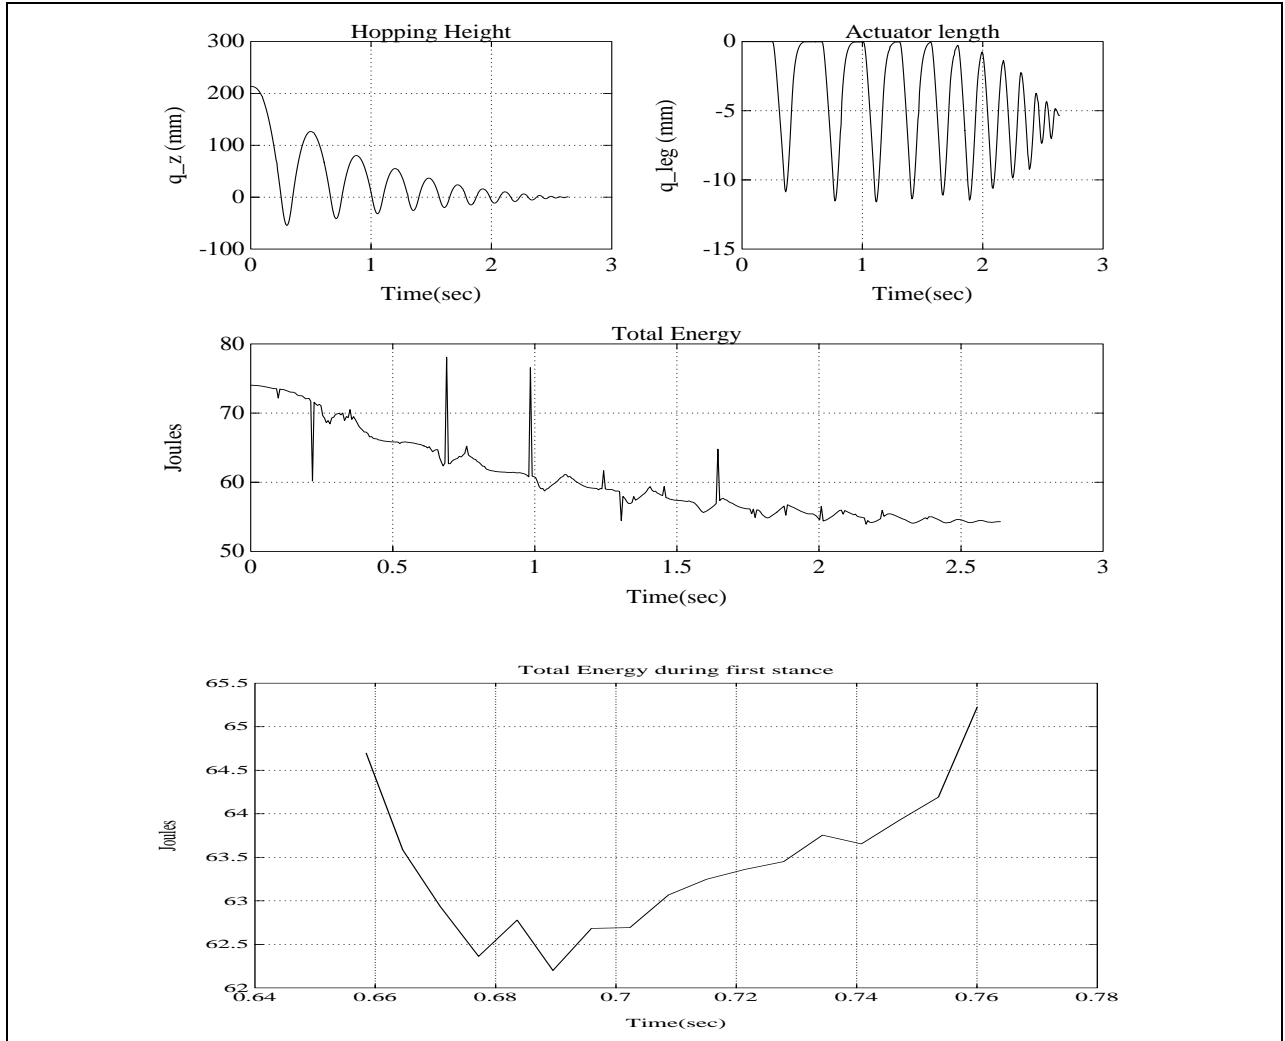 Hopping Height
300
200
100
0
-100
q_z (mm)
0 1 2 3
Time(sec)
Actuator length
0
-5
-10
-15
q_leg (mm)
0 1 2 3
Time(sec)
Total Energy
80
70
60
50
Joules
0 0.5 1 1.5 2 2.5 3
Time(sec)
Total Energy during first stance
65.5
65
64.5
64
63.5
63
62.5
62
Joules
0.64 0.66 0.68 0.7 0.72 0.74 0.76 0.78
Time(sec)